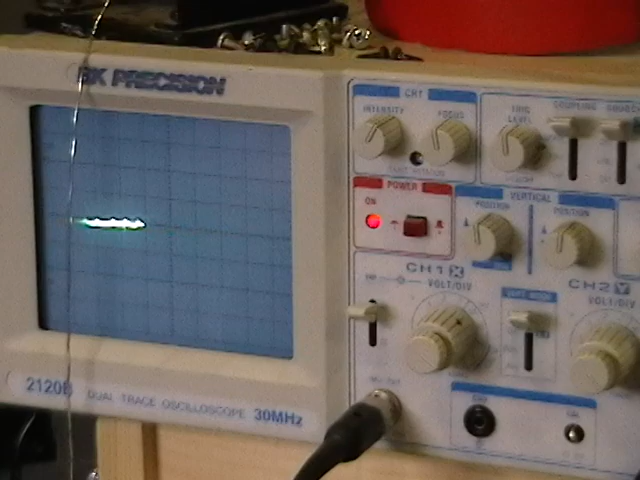 BK PRECISION
CRT
INTENSITY
FOCUS
TRIG
LEVEL
COUPLING
POWER
ON
VERTICAL
POSITION
POSITION
CH1 X
VOLT/DIV
CH2 Y
VOLT/DIV
2120B DUAL TRACE OSCILLOSCOPE 30MHz